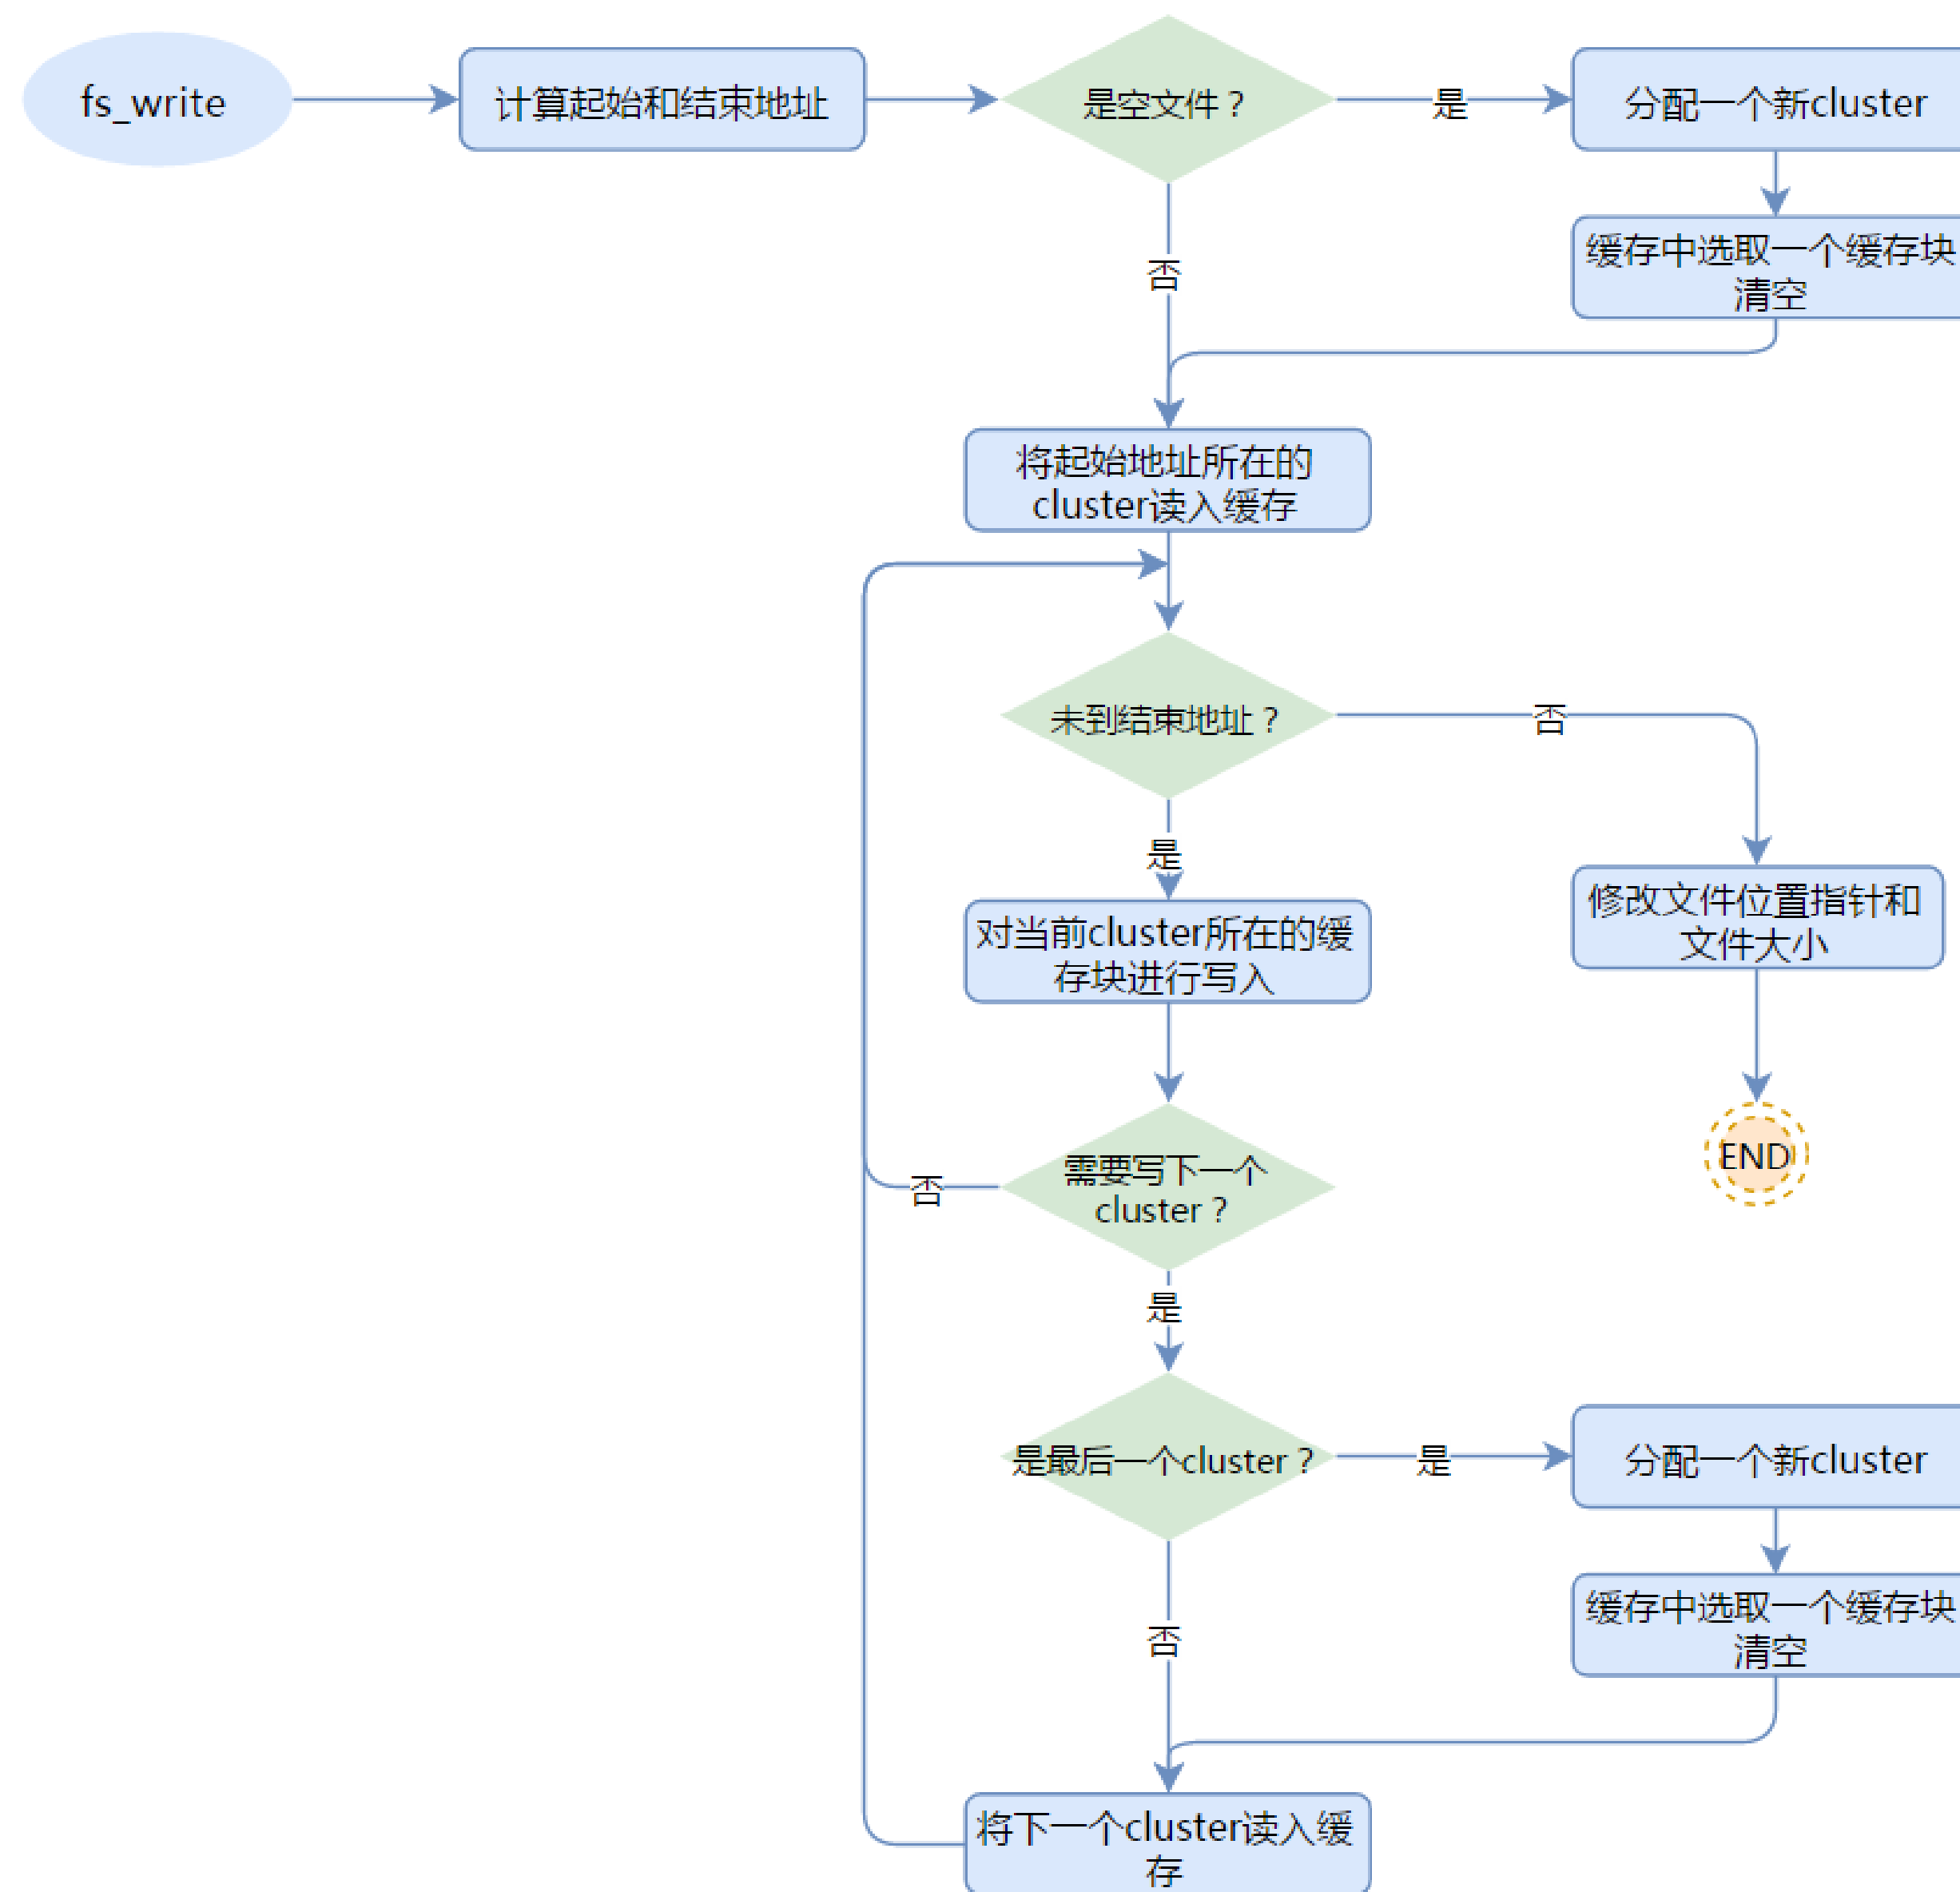 fs_write
计算起始和结束地址
是空文件？
是
分配一个新cluster
缓存中选取一个缓存块
清空
否
将起始地址所在的
cluster读入缓存
未到结束地址？
否
是
对当前cluster所在的缓
存块进行写入
修改文件位置指针和
文件大小
END
需要写下一个
cluster？
否
是
是最后一个cluster？
是
分配一个新cluster
缓存中选取一个缓存块
清空
否
将下一个cluster读入缓
存